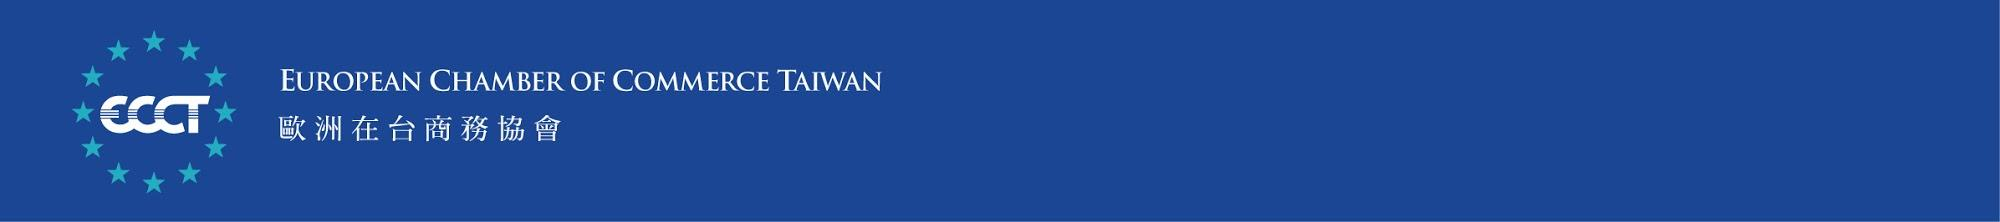 ECCT
EUROPEAN CHAMBER OF COMMERCE TAIWAN
歐洲在台商務協會